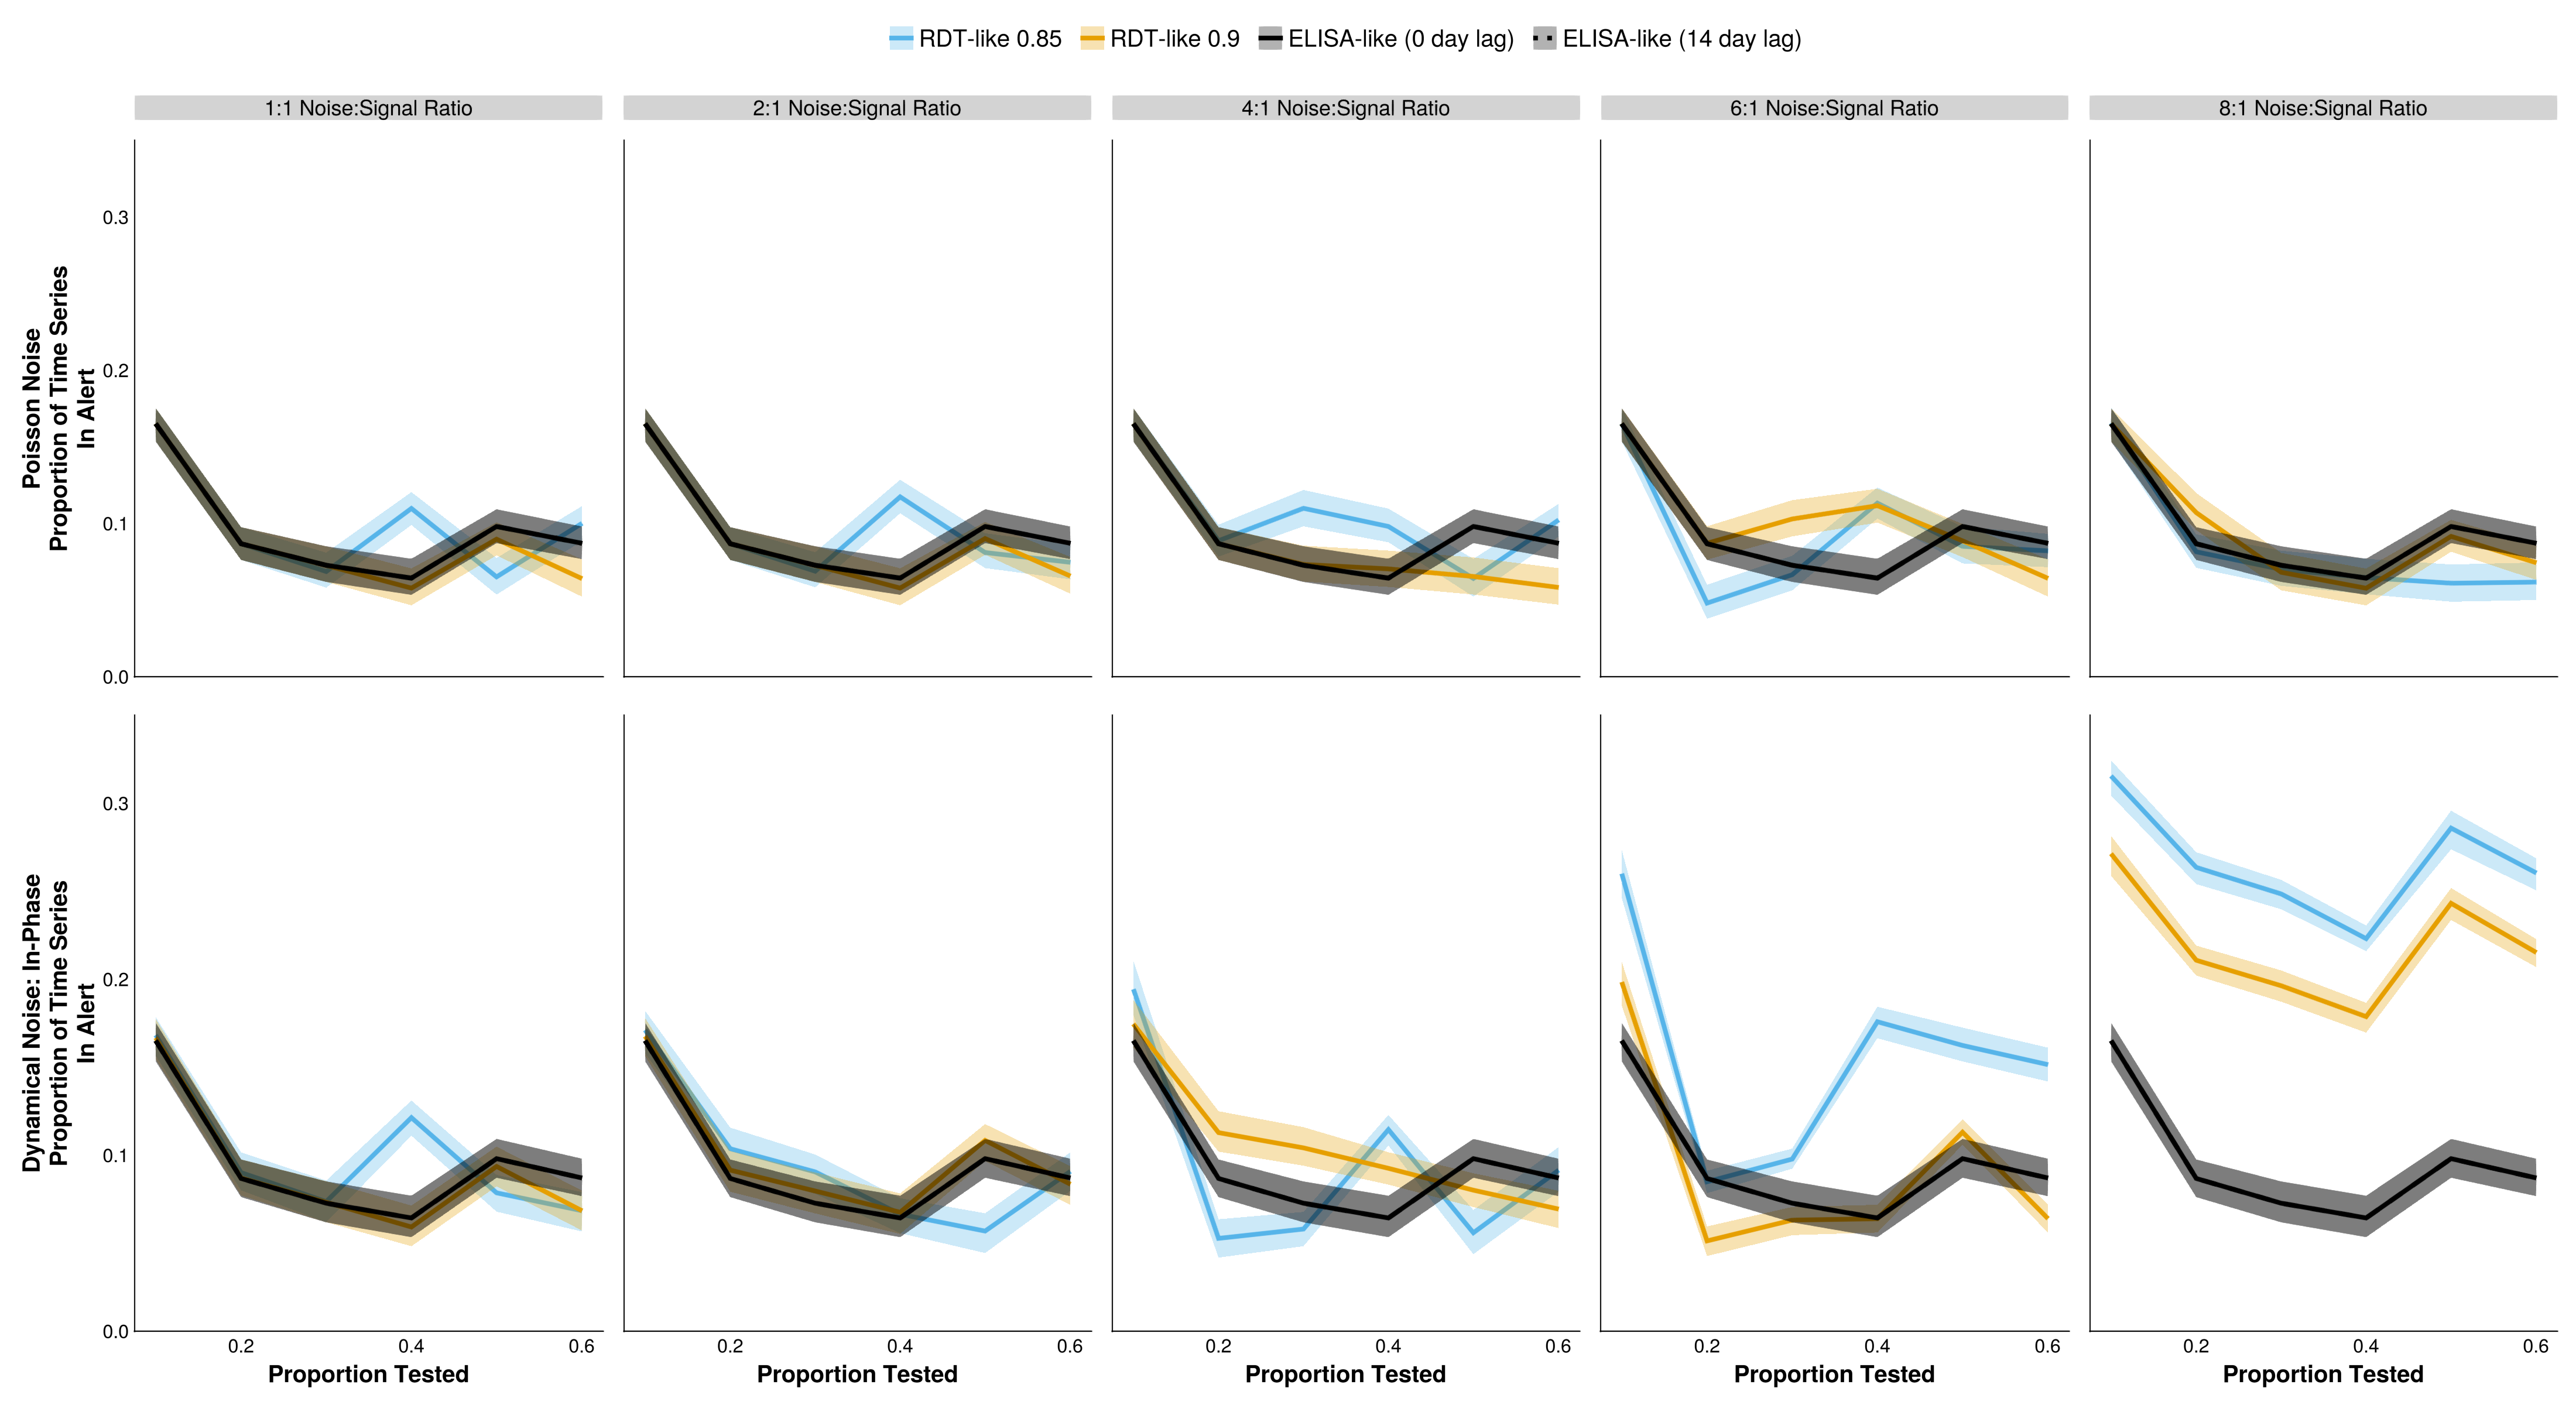 RDT-like 0.85 RDT-like 0.9 ELISA-like (0 day lag) ELISA-like (14 day lag)
1:1 Noise:Signal Ratio 2:1 Noise:Signal Ratio 4:1 Noise:Signal Ratio 6:1 Noise:Signal Ratio 8:1 Noise:Signal Ratio
Poisson Noise
Proportion of Time Series
In Alert
0.3
0.2
0.1
0.0
Dynamical Noise: In-Phase
Proportion of Time Series
In Alert
0.3
0.2
0.1
0.0
0.2 0.4 0.6 0.2 0.4 0.6 0.2 0.4 0.6 0.2 0.4 0.6 0.2 0.4 0.6
Proportion Tested Proportion Tested Proportion Tested Proportion Tested Proportion Tested